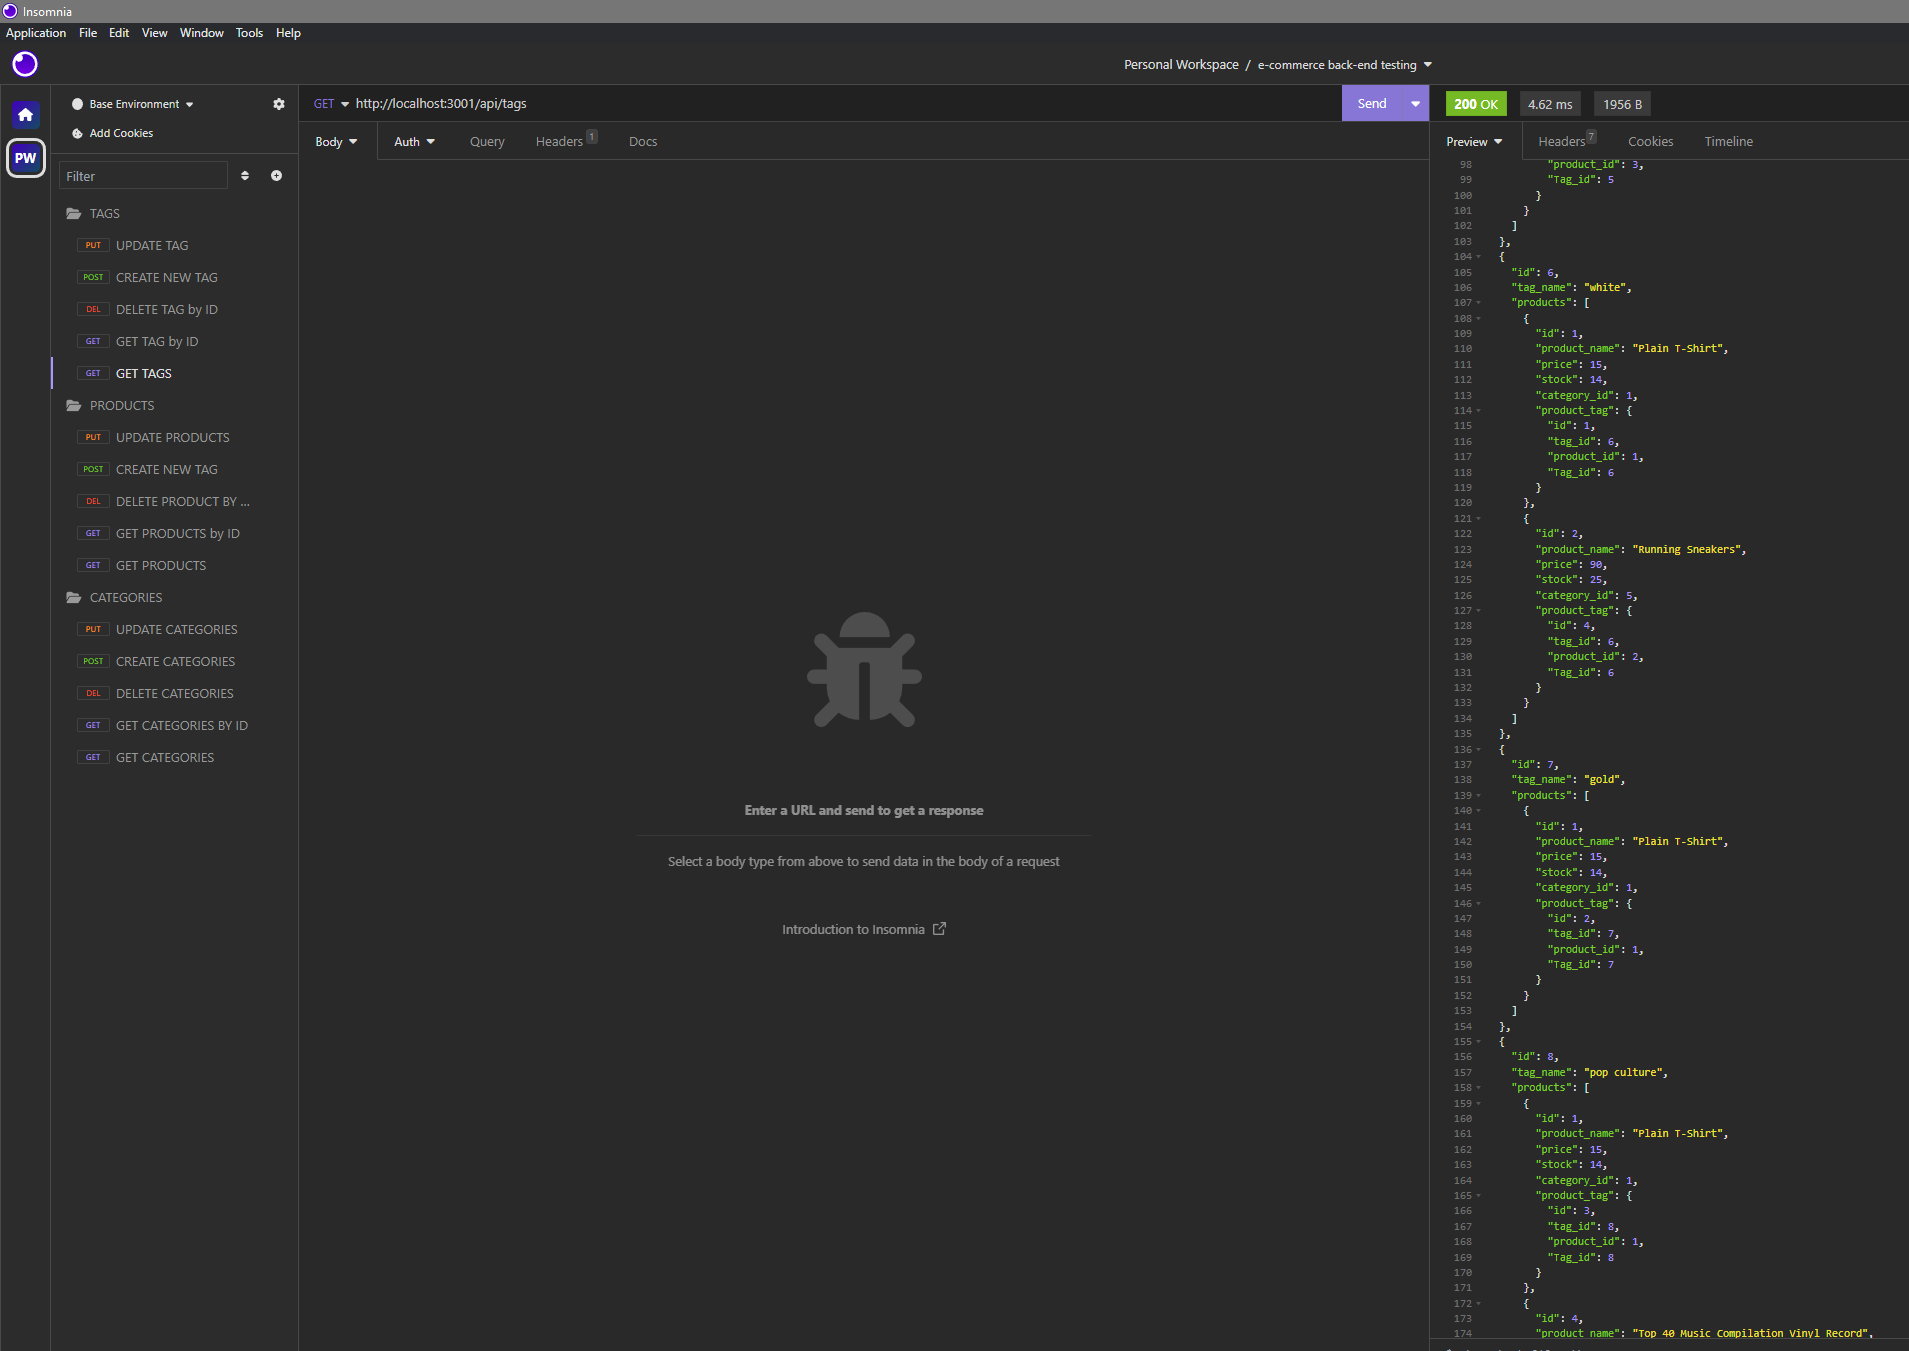 Insomnia
Application File Edit View Window Tools Help
Personal Workspace / e-commerce back-end testing
PW
Base Environment
Add Cookies
Filter
TAGS
PUT UPDATE TAG
POST CREATE NEW TAG
DEL DELETE TAG by ID
GET GET TAG by ID
GET GET TAGS
PRODUCTS
PUT UPDATE PRODUCTS
POST CREATE NEW TAG
DEL DELETE PRODUCT BY ...
GET GET PRODUCTS by ID
GET GET PRODUCTS
CATEGORIES
PUT UPDATE CATEGORIES
POST CREATE CATEGORIES
DEL DELETE CATEGORIES
GET GET CATEGORIES BY ID
GET GET CATEGORIES
GET http://localhost:3001/api/tags Send
Body Auth Query Headers 1 Docs
Enter a URL and send to get a response
Select a body type from above to send data in the body of a request
Introduction to Insomnia
200 OK 4.62 ms 1956 B
Preview Headers 7 Cookies Timeline
98 "product_id": 3,
99 "Tag_id": 5
100 }
101 }
102 ]
103 },
104 {
105 "id": 6,
106 "tag_name": "white",
107 "products": [
108 {
109 "id": 1,
110 "product_name": "Plain T-Shirt",
111 "price": 15,
112 "stock": 14,
113 "category_id": 1,
114 "product_tag": {
115 "id": 1,
116 "tag_id": 6,
117 "product_id": 1,
118 "Tag_id": 6
119 }
120 },
121 {
122 "id": 2,
123 "product_name": "Running Sneakers",
124 "price": 90,
125 "stock": 25,
126 "category_id": 5,
127 "product_tag": {
128 "id": 4,
129 "tag_id": 6,
130 "product_id": 2,
131 "Tag_id": 6
132 }
133 }
134 ]
135 },
136 {
137 "id": 7,
138 "tag_name": "gold",
139 "products": [
140 {
141 "id": 1,
142 "product_name": "Plain T-Shirt",
143 "price": 15,
144 "stock": 14,
145 "category_id": 1,
146 "product_tag": {
147 "id": 2,
148 "tag_id": 7,
149 "product_id": 1,
150 "Tag_id": 7
151 }
152 }
153 ]
154 },
155 {
156 "id": 8,
157 "tag_name": "pop culture",
158 "products": [
159 {
160 "id": 1,
161 "product_name": "Plain T-Shirt",
162 "price": 15,
163 "stock": 14,
164 "category_id": 1,
165 "product_tag": {
166 "id": 3,
167 "tag_id": 8,
168 "product_id": 1,
169 "Tag_id": 8
170 }
171 },
172 {
173 "id": 4,
174 "product_name": "Top 40 Music Compilation Vinyl Record",